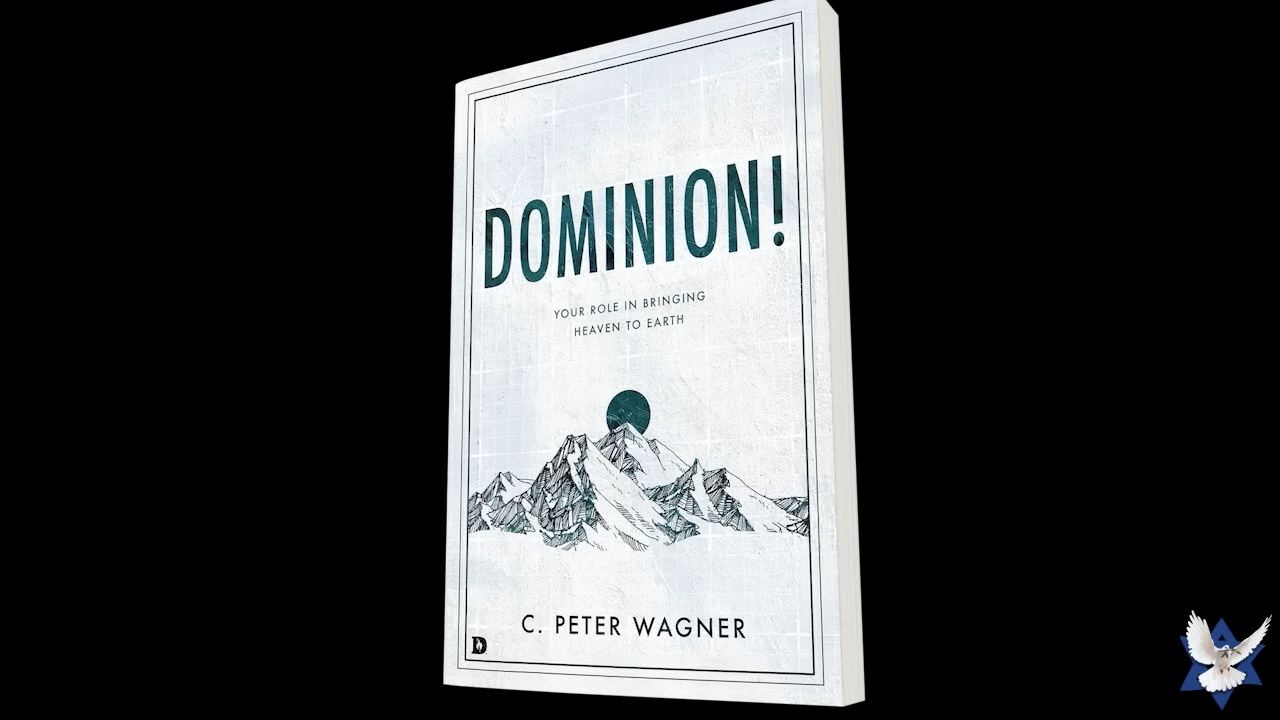 DOMINION!
YOUR ROLE IN BRINGING
HEAVEN TO EARTH
C. PETER WAGNER
D